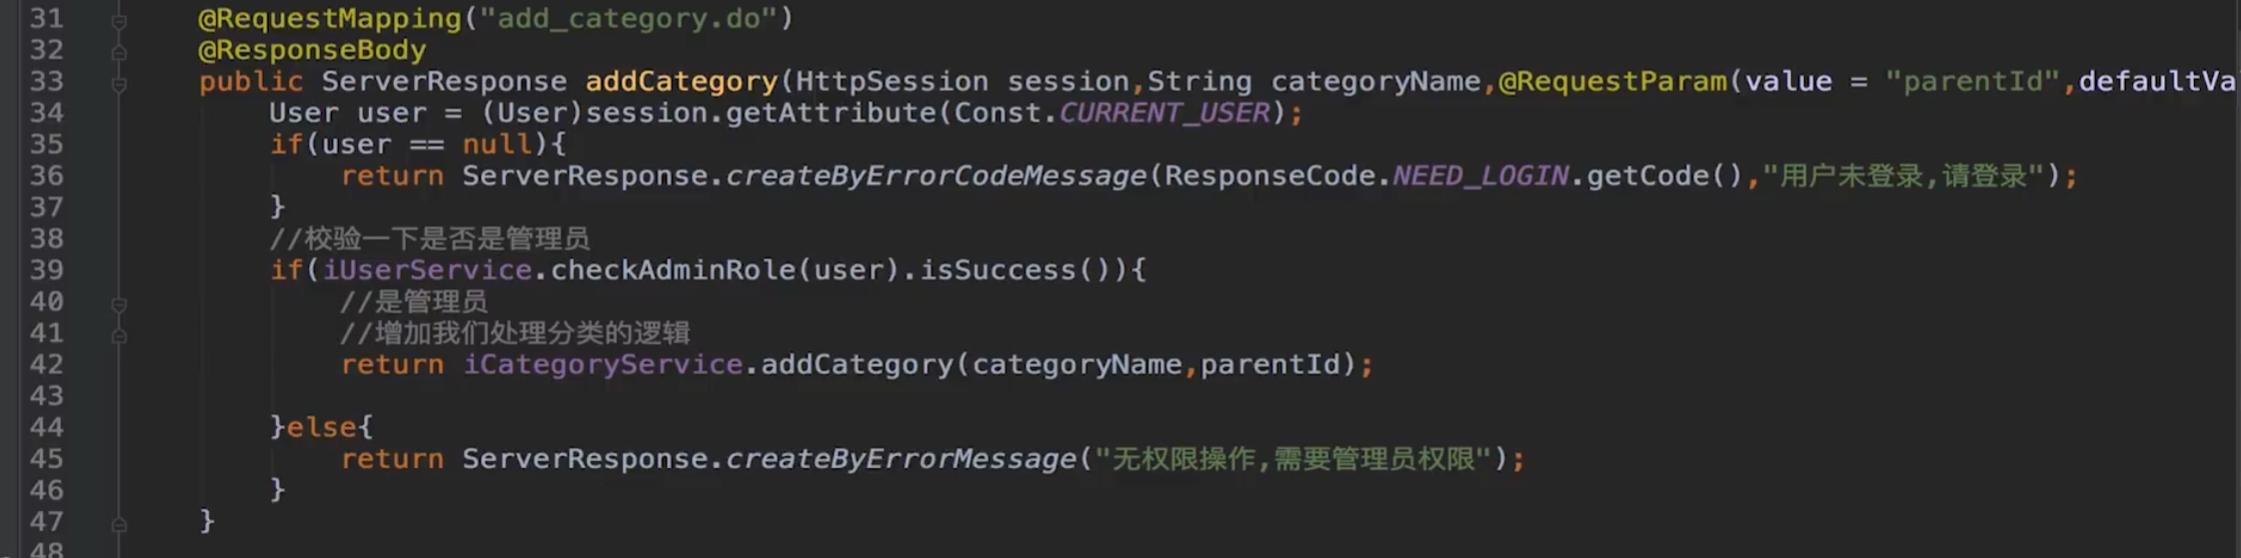 31 @RequestMapping("add_category.do")
32 @ResponseBody
33 public ServerResponse addCategory(HttpSession session,String categoryName,@RequestParam(value = "parentId",defaultVa
34 User user = (User)session.getAttribute(Const.CURRENT_USER);
35 if(user == null){
36 return ServerResponse.createByErrorCodeMessage(ResponseCode.NEED_LOGIN.getCode(),"用户未登录,请登录");
37 }
38 //校验一下是否是管理员
39 if(iUserService.checkAdminRole(user).isSuccess()){
40 //是管理员
41 //增加我们处理分类的逻辑
42 return iCategoryService.addCategory(categoryName,parentId);
43
44 }else{
45 return ServerResponse.createByErrorMessage("无权限操作,需要管理员权限");
46 }
47 }
48